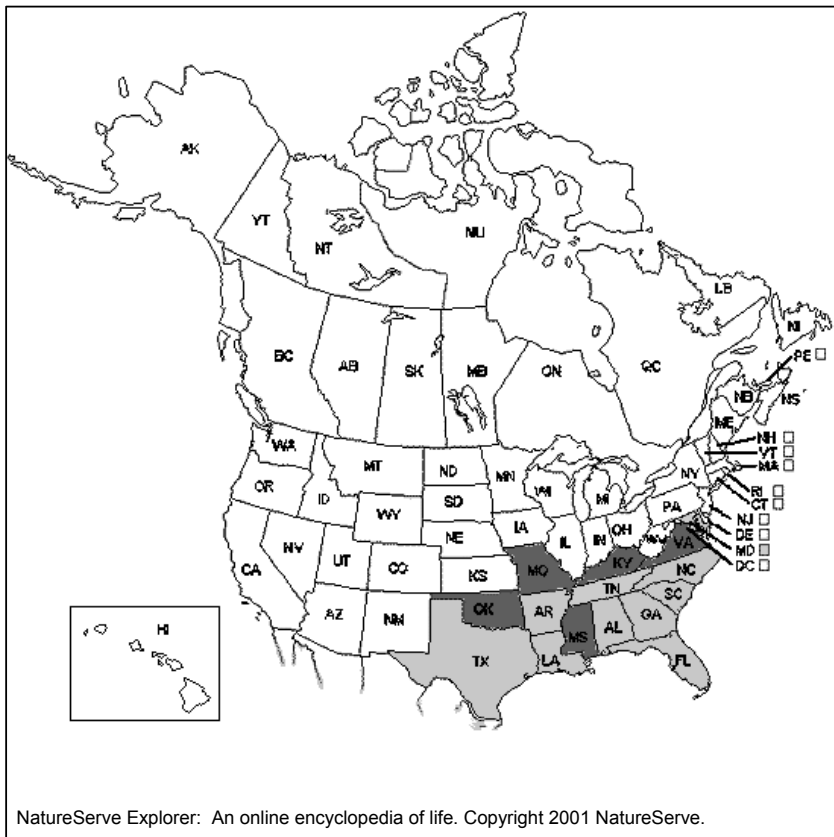 AK
YT
NT
NU
LB
NI
PE
BC
AB
SK
MB
ON
QC
NB
NS
ME
WA
NH
MT
ND
VT
MN
MA
NY
OR
SD
WI
ID
MI
RI
CT
WY
PA
NJ
IA
OH
NE
DE
IL
IN
NV
WV
MD
UT
VA
CO
DC
CA
MO
KY
KS
NC
TN
OK
SC
AZ
AR
NM
GA
HI
MS
AL
LA
TX
FL
NatureServe Explorer: An online encyclopedia of life. Copyright 2001 NatureServe.